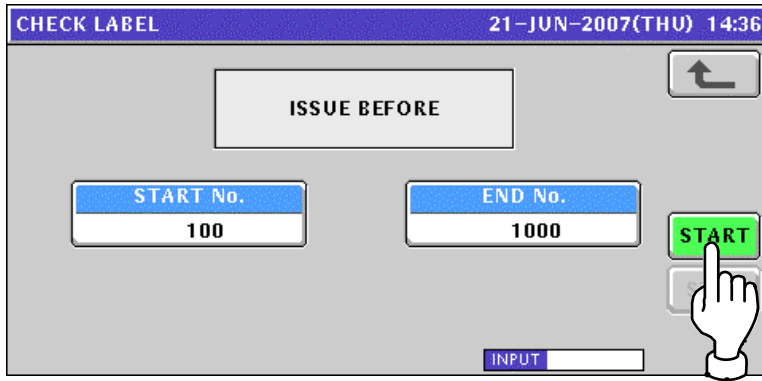 CHECK LABEL 21-JUN-2007(THU) 14:36
ISSUE BEFORE
START No. END No.
100 1000
START
INPUT